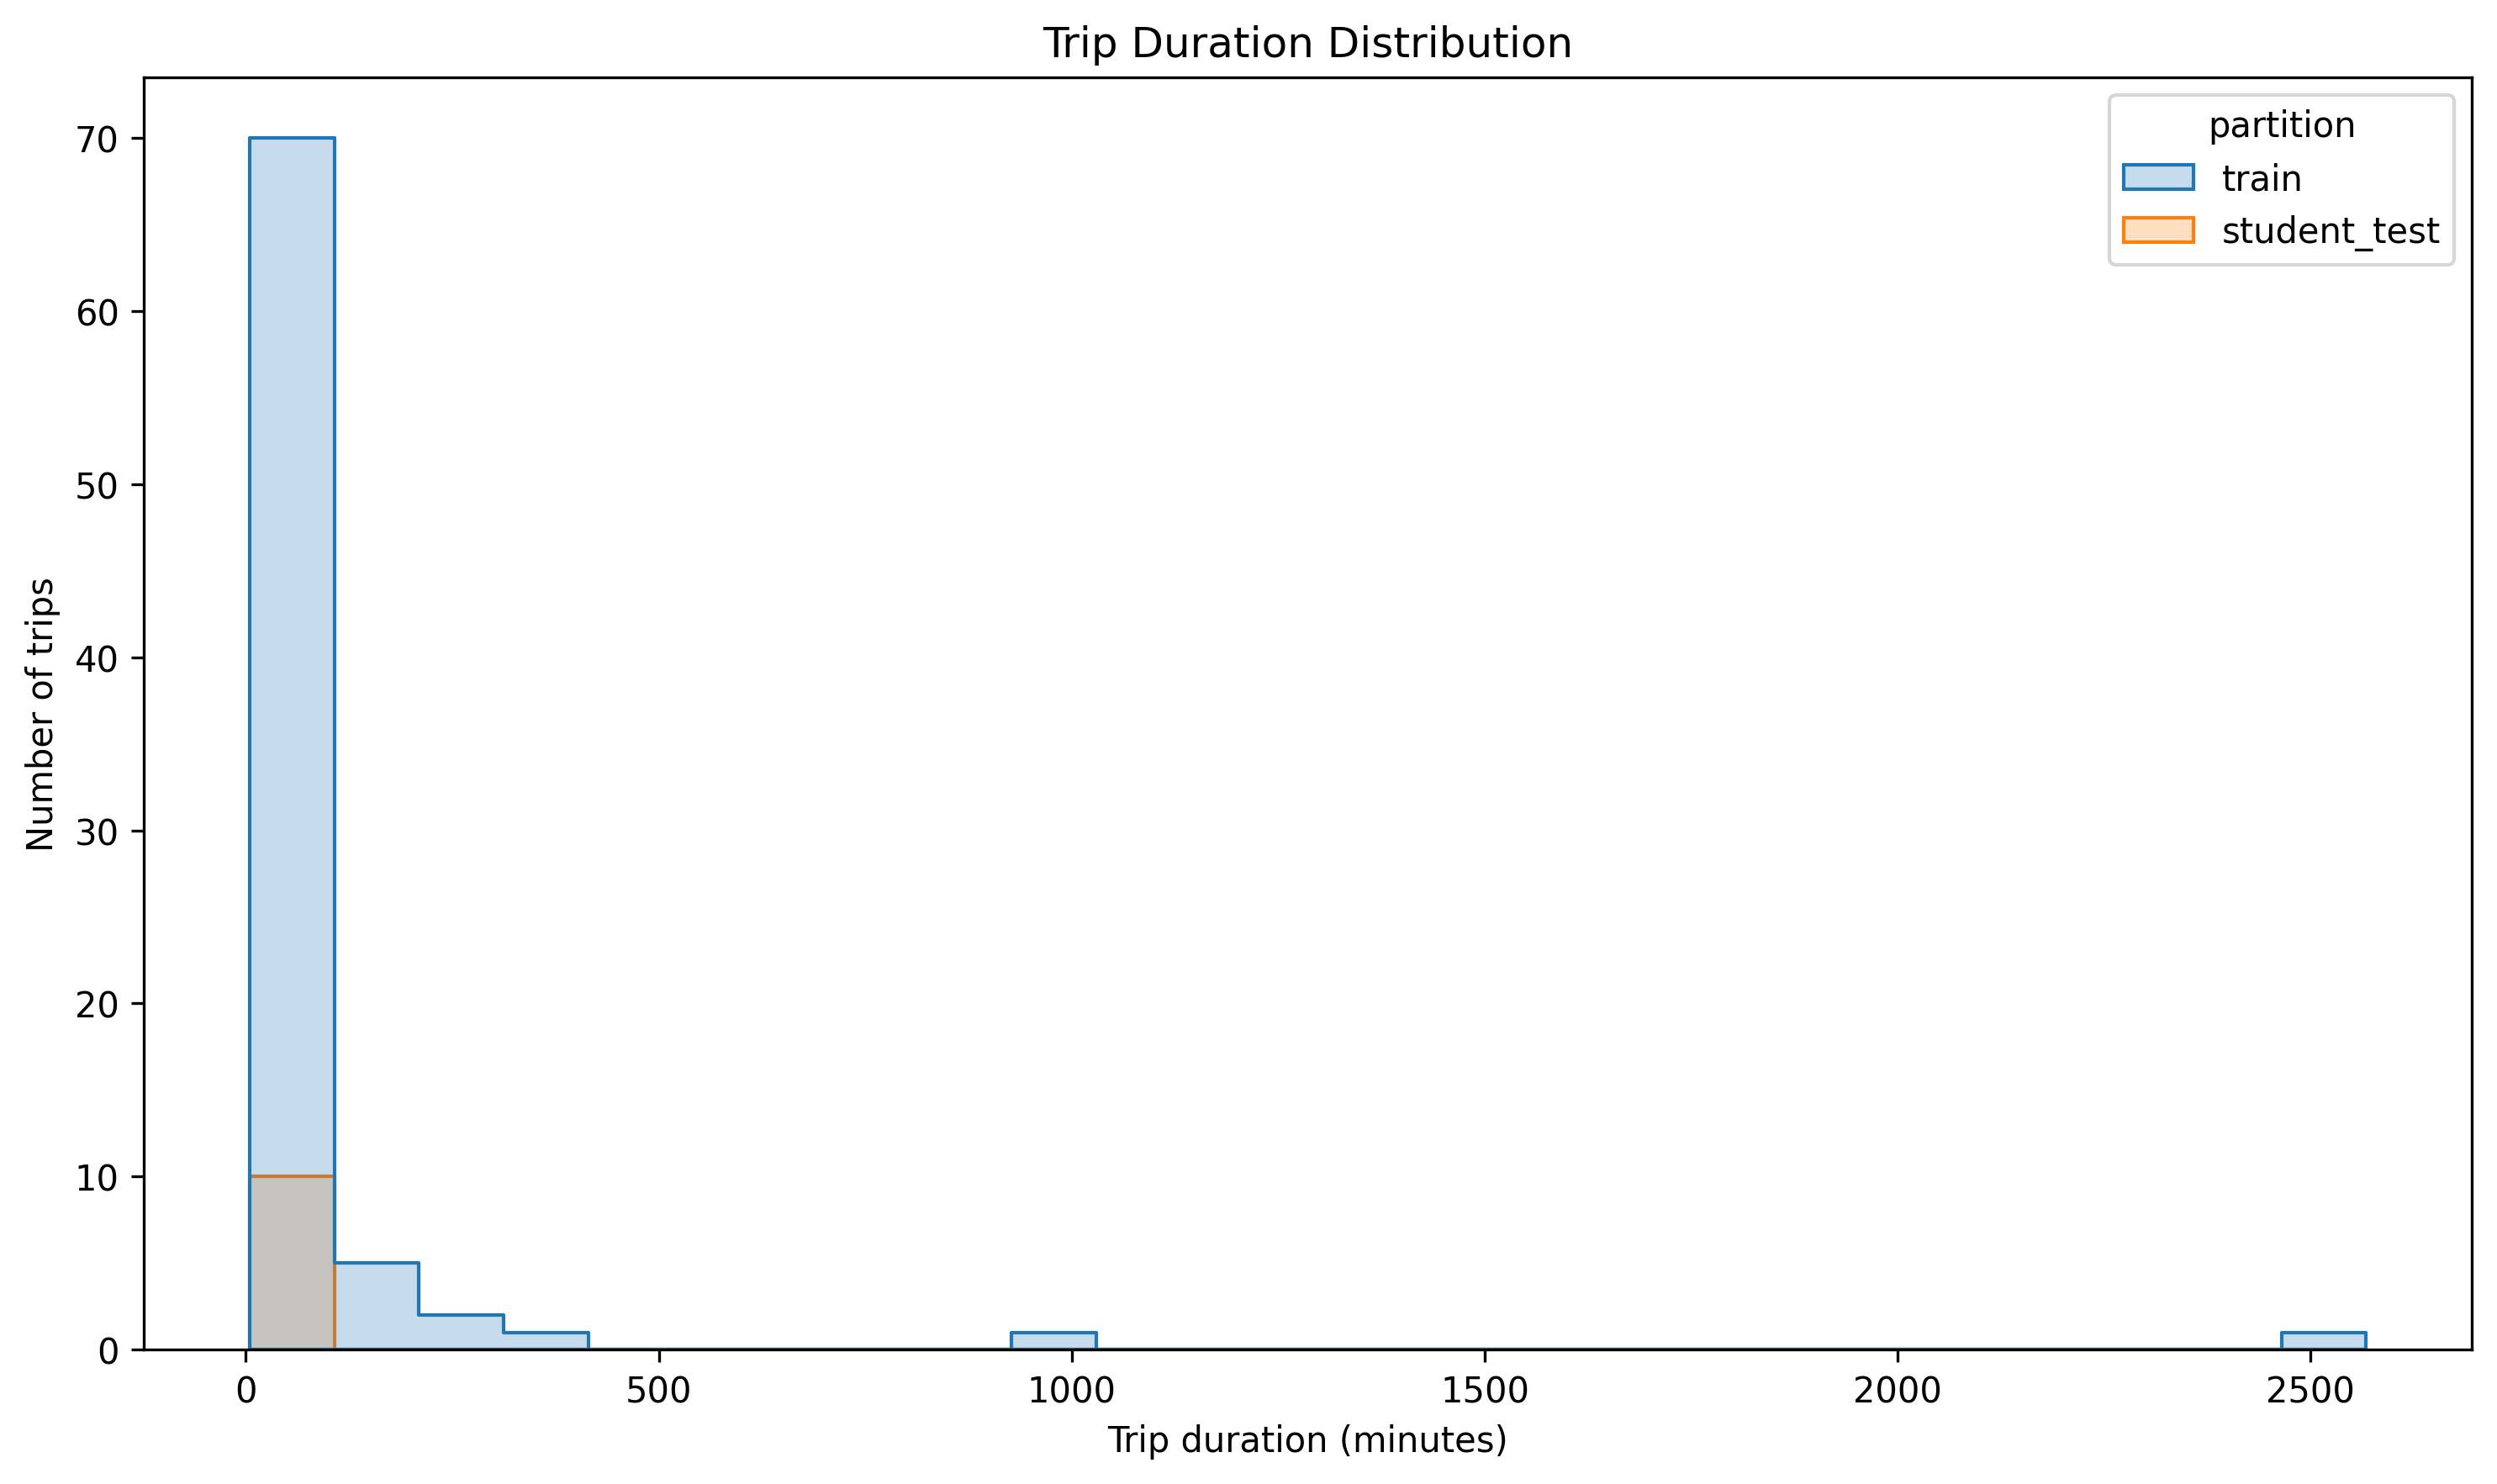 Trip Duration Distribution
partition
train
student_test
Number of trips
70
60
50
40
30
20
10
0
0 500 1000 1500 2000 2500
Trip duration (minutes)